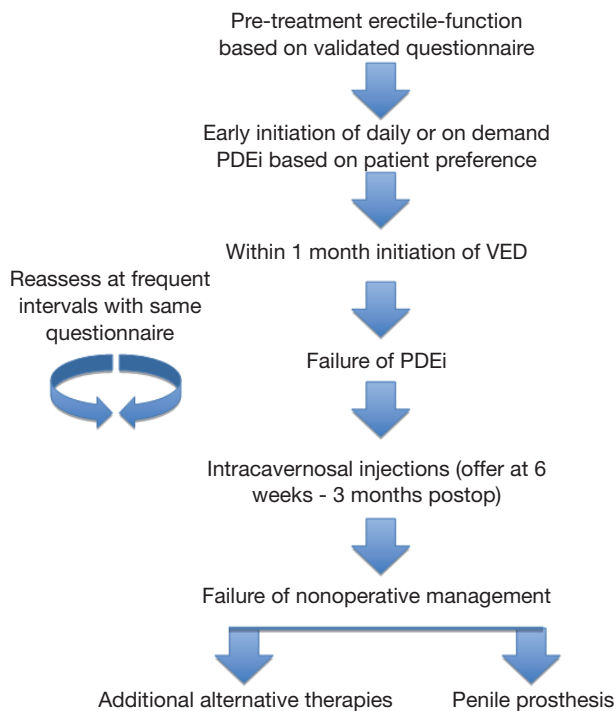 Pre-treatment erectile-function
based on validated questionnaire
Early initiation of daily or on demand
PDEi based on patient preference
Within 1 month initiation of VED
Reassess at frequent
intervals with same
questionnaire
Failure of PDEi
Intracavernosal injections (offer at 6
weeks - 3 months postop)
Failure of nonoperative management
Additional alternative therapies
Penile prosthesis